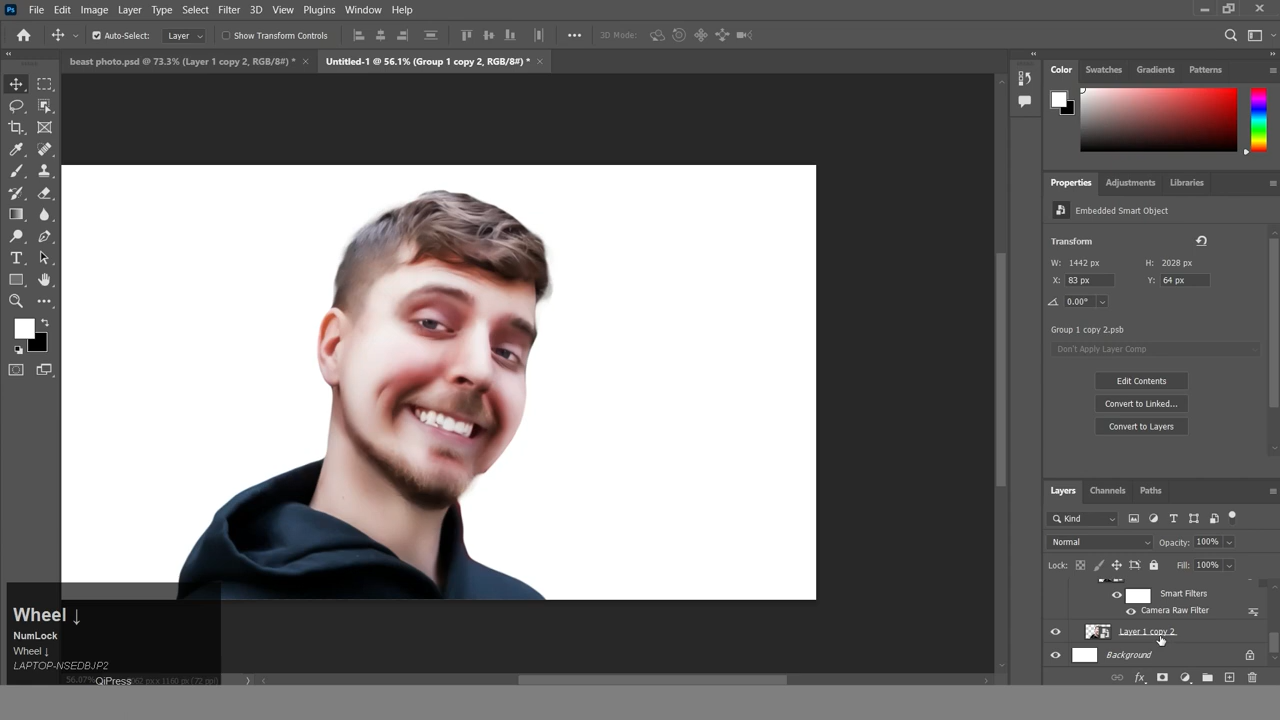 Ps File Edit Image Layer Type Select Filter 3D View Plugins Window Help
Auto-Select: Layer Show Transform Controls 3D Mode:
beast photo.psd @ 73.3% (Layer 1 copy 2, RGB/8#) * Untitled-1 @ 56.1% (Group 1 copy 2, RGB/8#) *
Color Swatches Gradients Patterns
Properties Adjustments Libraries
Embedded Smart Object
Transform
W: 1442 px H: 2028 px
X: 83 px Y: 64 px
0.00°
Group 1 copy 2.psb
Don't Apply Layer Comp
Edit Contents
Convert to Linked...
Convert to Layers
Layers Channels Paths
Kind
Normal Opacity: 100%
Lock: Fill: 100%
Smart Filters
Camera Raw Filter
Layer 1 copy 2
Background
Wheel ↓
NumLock
Wheel ↓
LAPTOP-NSEDBJP2
QiPress